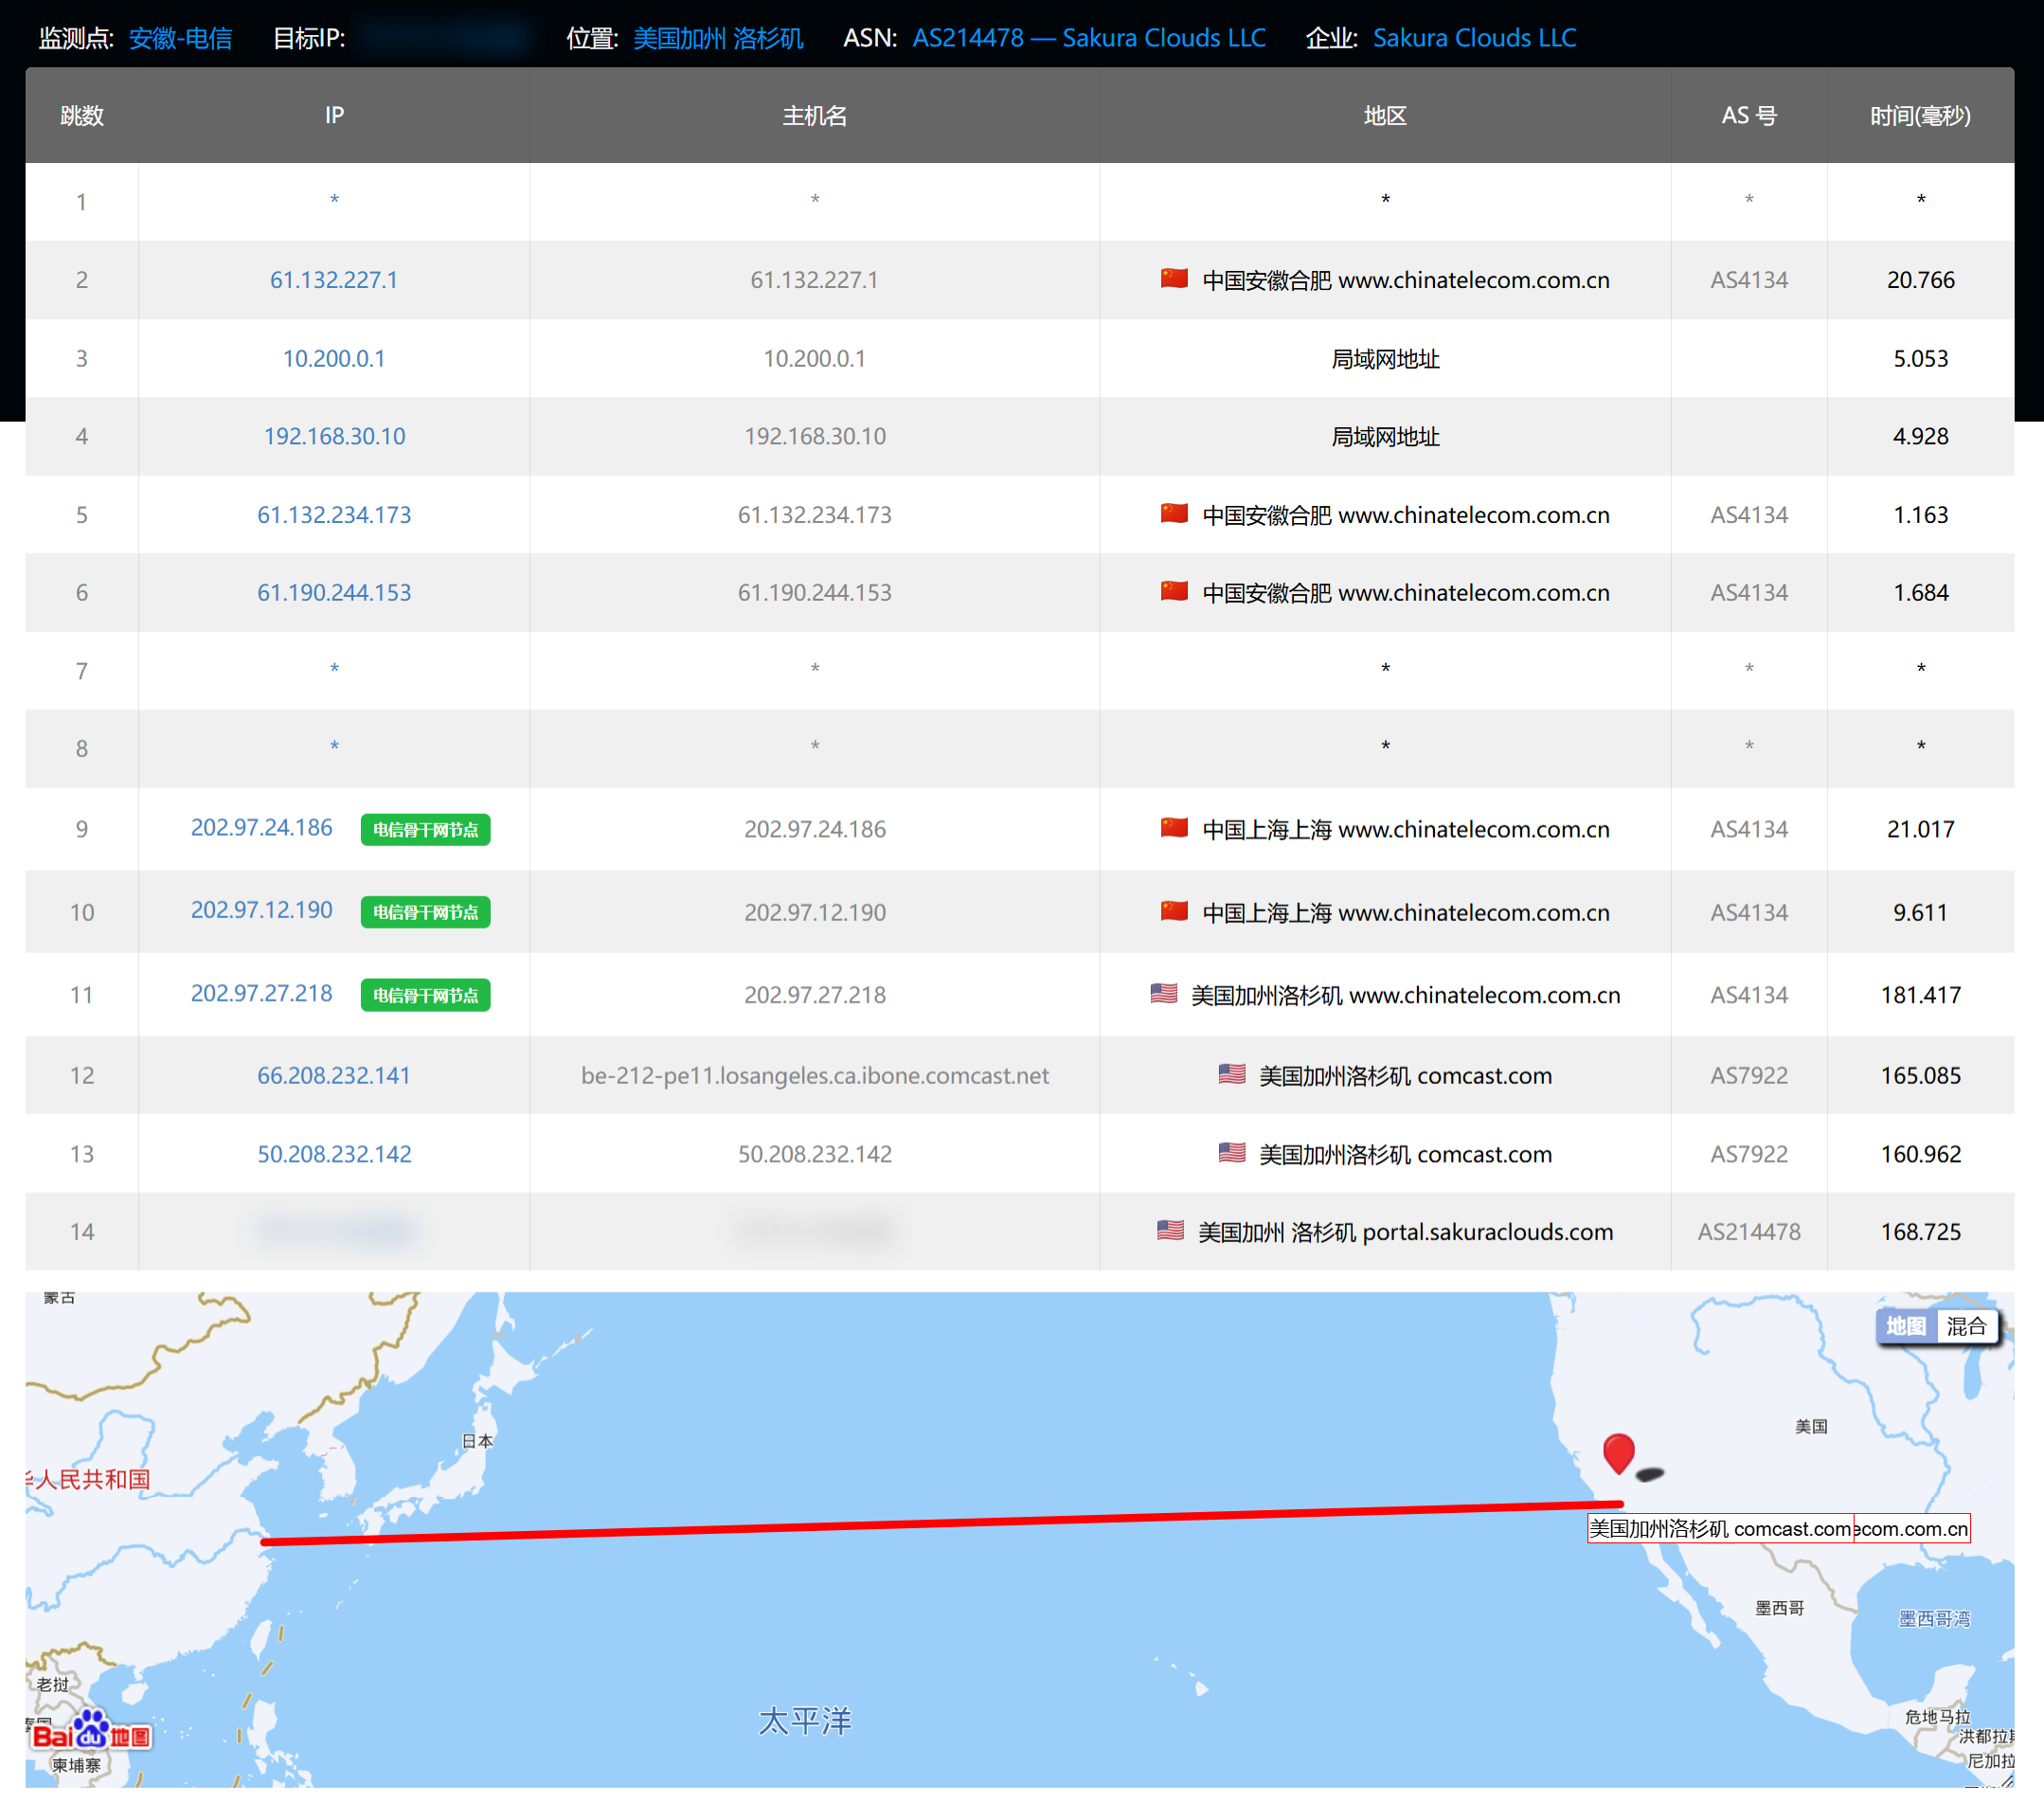 监测点: 安徽-电信 目标IP: 位置: 美国加州 洛杉矶 ASN: AS214478 — Sakura Clouds LLC 企业: Sakura Clouds LLC
跳数 IP 主机名 地区 AS 号 时间(毫秒)
1 * * * * *
2 61.132.227.1 61.132.227.1 中国安徽合肥 www.chinatelecom.com.cn AS4134 20.766
3 10.200.0.1 10.200.0.1 局域网地址 5.053
4 192.168.30.10 192.168.30.10 局域网地址 4.928
5 61.132.234.173 61.132.234.173 中国安徽合肥 www.chinatelecom.com.cn AS4134 1.163
6 61.190.244.153 61.190.244.153 中国安徽合肥 www.chinatelecom.com.cn AS4134 1.684
7 * * * * *
8 * * * * *
9 202.97.24.186 电信骨干网节点 202.97.24.186 中国上海上海 www.chinatelecom.com.cn AS4134 21.017
10 202.97.12.190 电信骨干网节点 202.97.12.190 中国上海上海 www.chinatelecom.com.cn AS4134 9.611
11 202.97.27.218 电信骨干网节点 202.97.27.218 美国加州洛杉矶 www.chinatelecom.com.cn AS4134 181.417
12 66.208.232.141 be-212-pe11.losangeles.ca.ibone.comcast.net 美国加州洛杉矶 comcast.com AS7922 165.085
13 50.208.232.142 50.208.232.142 美国加州洛杉矶 comcast.com AS7922 160.962
14 美国加州 洛杉矶 portal.sakuraclouds.com AS214478 168.725
蒙古
地图 混合
美国
日本
人民共和国
美国加州洛杉矶 comcast.com ecom.com.cn
墨西哥
墨西哥湾
老挝
太平洋
危地马拉
Bai du 地图
洪都拉
柬埔寨
尼加拉